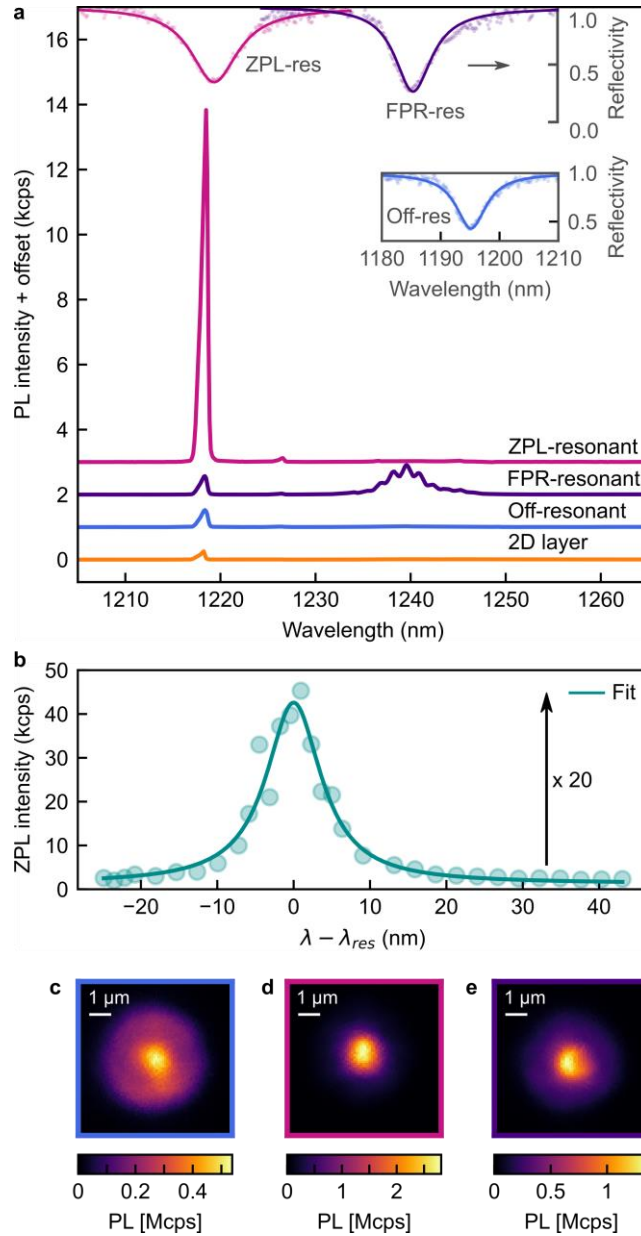 a
16
14
12
10
8
6
4
2
0
PL intensity + offset (kcps)
ZPL-res
FPR-res
1.0
0.5
0.0
Reflectivity
Off-res
1.0
0.5
Reflectivity
1180 1190 1200 1210
Wavelength (nm)
ZPL-resonant
FPR-resonant
Off-resonant
2D layer
1210 1220 1230 1240 1250 1260
Wavelength (nm)
b
50
40
30
20
10
0
ZPL intensity (kcps)
Fit
x 20
−20 −10 0 10 20 30 40
λ − λres (nm)
c
1 μm
d
1 μm
e
1 μm
0 0.2 0.4
PL [Mcps]
0 1 2
PL [Mcps]
0 0.5 1
PL [Mcps]